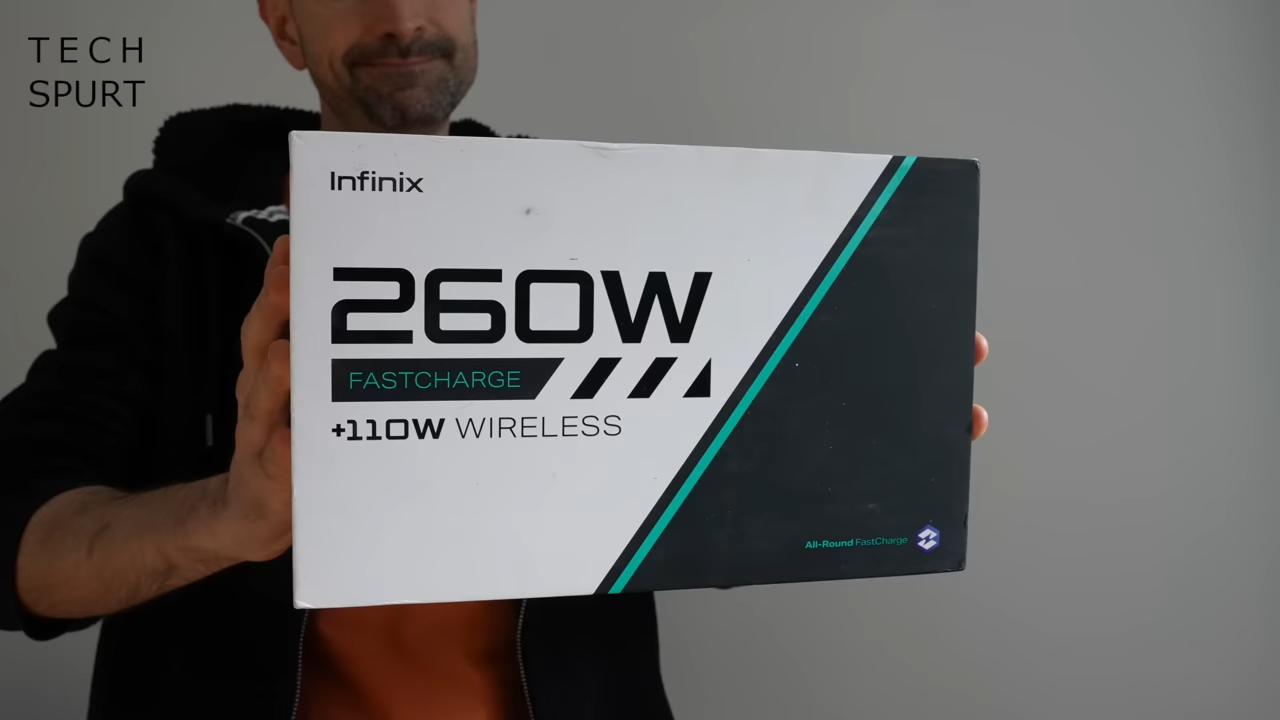 TECH
SPURT
Infinix
260W
FASTCHARGE
+110W WIRELESS
All-Round FastCharge